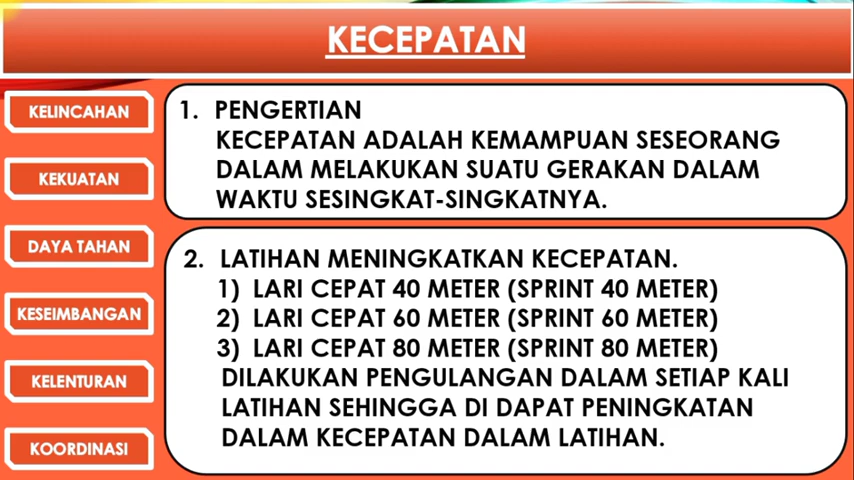 KECEPATAN
KELINCAHAN
KEKUATAN
DAYA TAHAN
KESEIMBANGAN
KELENTURAN
KOORDINASI
1. PENGERTIAN
KECEPATAN ADALAH KEMAMPUAN SESEORANG
DALAM MELAKUKAN SUATU GERAKAN DALAM
WAKTU SESINGKAT-SINGKATNYA.
2. LATIHAN MENINGKATKAN KECEPATAN.
1) LARI CEPAT 40 METER (SPRINT 40 METER)
2) LARI CEPAT 60 METER (SPRINT 60 METER)
3) LARI CEPAT 80 METER (SPRINT 80 METER)
DILAKUKAN PENGULANGAN DALAM SETIAP KALI
LATIHAN SEHINGGA DI DAPAT PENINGKATAN
DALAM KECEPATAN DALAM LATIHAN.